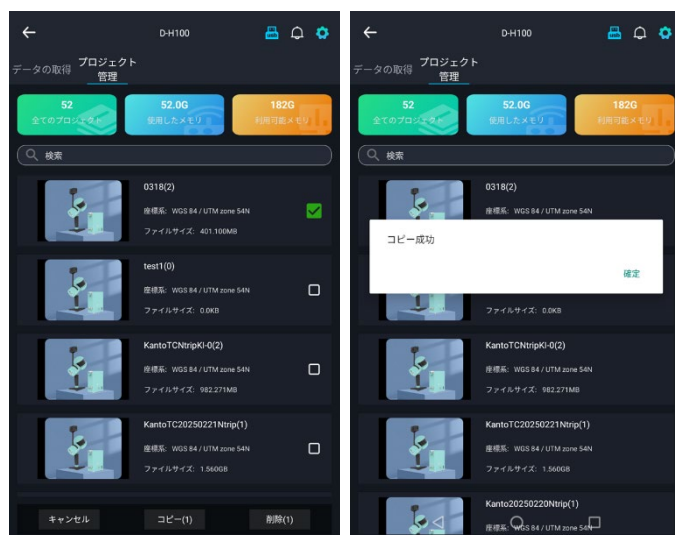 D-H100
データの取得
プロジェクト
管理
52
全てのプロジェクト
52.0G
使用したメモリ
182G
利用可能メモリ
検索
0318(2)
座標系: WGS 84 / UTM zone 54N
ファイルサイズ: 401.100MB
test1(0)
座標系: WGS 84 / UTM zone 54N
ファイルサイズ: 0.0KB
KantoTCNtripKI-0(2)
座標系: WGS 84 / UTM zone 54N
ファイルサイズ: 982.271MB
KantoTC20250221Ntrip(1)
座標系: WGS 84 / UTM zone 54N
ファイルサイズ: 1.560GB
キャンセル
コピー(1)
削除(1)
D-H100
データの取得
プロジェクト
管理
52
全てのプロジェクト
52.0G
使用したメモリ
182G
利用可能メモリ
検索
0318(2)
座標系: WGS 84 / UTM zone 54N
コピー成功
確定
ファイルサイズ: 0.0KB
KantoTCNtripKI-0(2)
座標系: WGS 84 / UTM zone 54N
ファイルサイズ: 982.271MB
KantoTC20250221Ntrip(1)
座標系: WGS 84 / UTM zone 54N
ファイルサイズ: 1.560GB
Kanto20250220Ntrip(1)
座標系: WGS 84 / UTM zone 54N